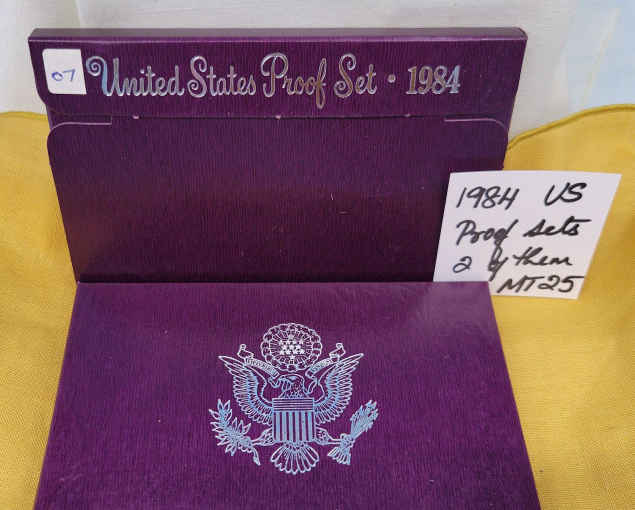 07
United States Proof Set · 1984
1984 US
Proof sets
2 of them
MT25